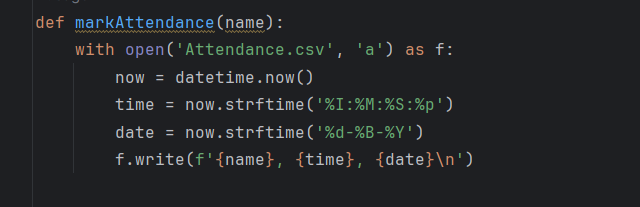 def markAttendance(name):
    with open('Attendance.csv', 'a') as f:
        now = datetime.now()
        time = now.strftime('%I:%M:%S:%p')
        date = now.strftime('%d-%B-%Y')
        f.write(f'{name}, {time}, {date}\n')